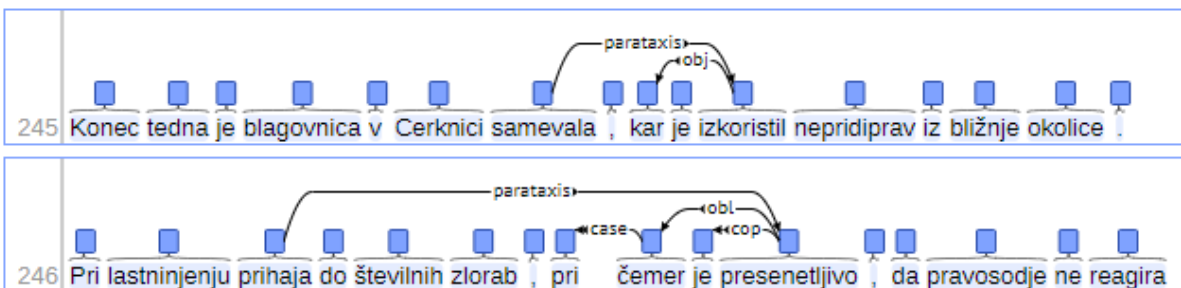 parataxis
obj
245 Konec tedna je blagovnica v Cerknici samevala , kar je izkoristil nepridiprav iz bližnje okolice .
parataxis
obl
case cop
246 Pri lastninjenju prihaja do številnih zlorab , pri čemer je presenetljivo , da pravosodje ne reagira